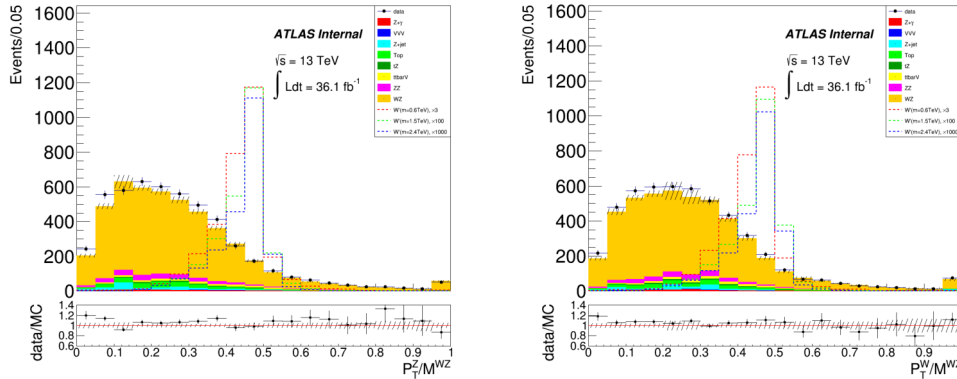 Events/0.05
1600
1400
1200
1000
800
600
400
200
0
ATLAS Internal
√s = 13 TeV
∫ Ldt = 36.1 fb⁻¹
data
Z+γ
VVV
Z+jet
Top
tZ
ttbarV
ZZ
WZ
W'(m=0.6TeV), ×3
W'(m=1.5TeV), ×100
W'(m=2.4TeV), ×1000
data/MC
1.4
1.2
1
0.8
0.6
0 0.1 0.2 0.3 0.4 0.5 0.6 0.7 0.8 0.9 1
P_T^Z/M^WZ
Events/0.05
1600
1400
1200
1000
800
600
400
200
0
ATLAS Internal
√s = 13 TeV
∫ Ldt = 36.1 fb⁻¹
data
Z+γ
VVV
Z+jet
Top
tZ
ttbarV
ZZ
WZ
W'(m=0.6TeV), ×3
W'(m=1.5TeV), ×100
W'(m=2.4TeV), ×1000
data/MC
1.4
1.2
1
0.8
0.6
0 0.1 0.2 0.3 0.4 0.5 0.6 0.7 0.8 0.9 1
P_T^W/M^WZ